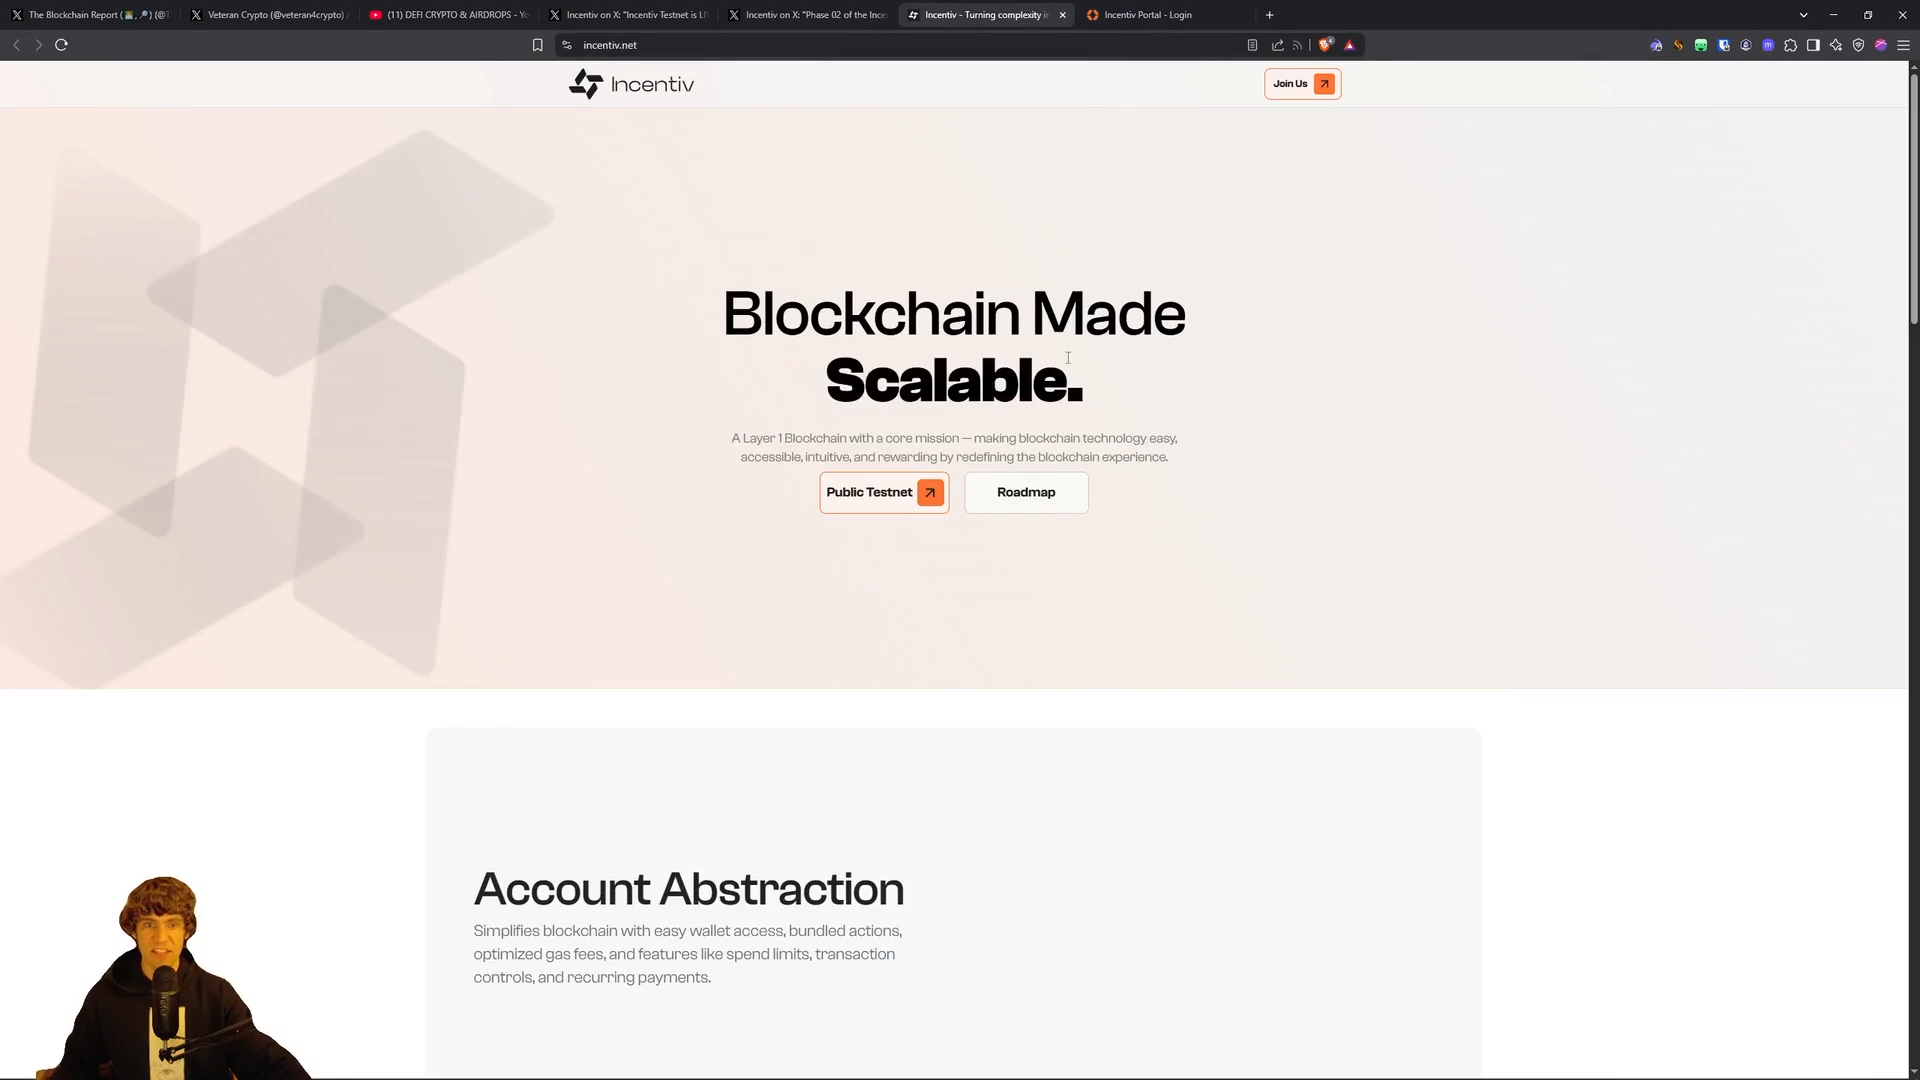 The Blockchain Report
(@T
Veteran Crypto (@veteran4crypto) /
(11) DEFI CRYPTO & AIRDROPS - Yo
Incentiv on X: "Incentiv Testnet is LI
Incentiv on X: "Phase 02 of the Ince
Incentiv - Turning complexity in
Incentiv Portal - Login
incentiv.net
4
Incentiv
Join Us
Blockchain Made
Scalable.
A Layer 1 Blockchain with a core mission — making blockchain technology easy,
accessible, intuitive, and rewarding by redefining the blockchain experience.
Public Testnet
Roadmap
Account Abstraction
Simplifies blockchain with easy wallet access, bundled actions,
optimized gas fees, and features like spend limits, transaction
controls, and recurring payments.